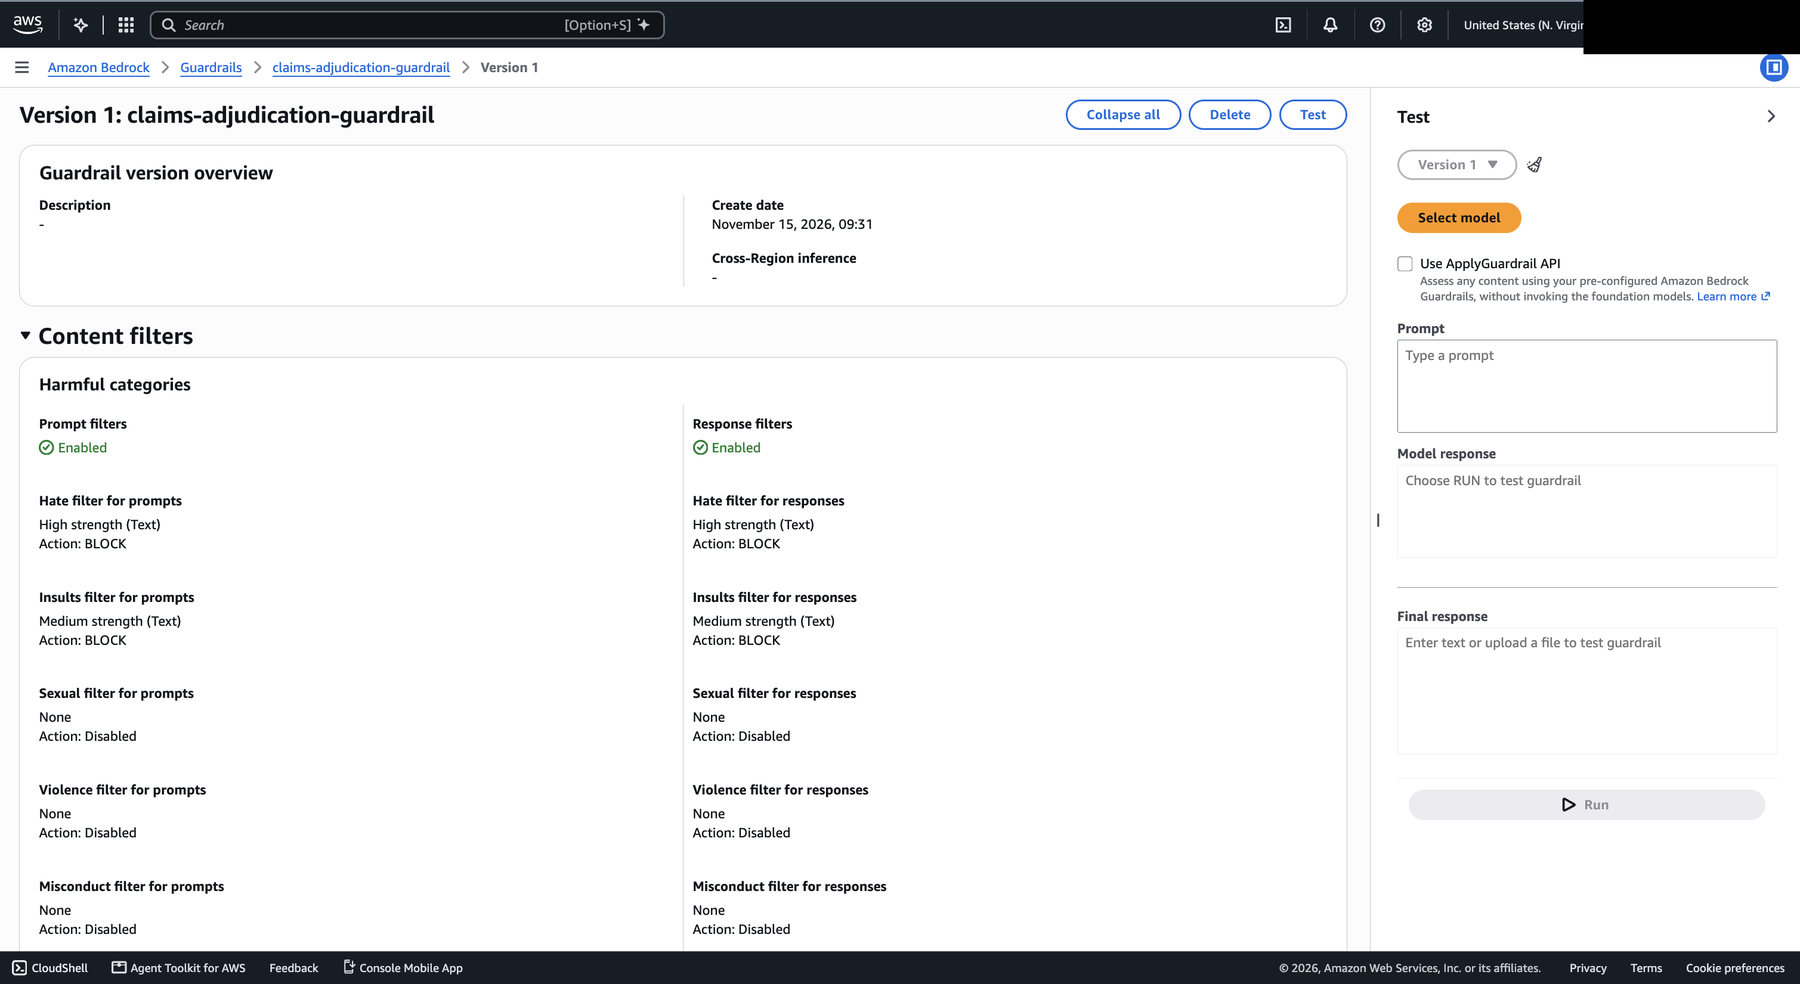 aws
Search [Option+S]
United States (N. Virgin
Amazon Bedrock > Guardrails > claims-adjudication-guardrail > Version 1
Version 1: claims-adjudication-guardrail
Collapse all
Delete
Test
Guardrail version overview
Description
-
Create date
November 15, 2026, 09:31
Cross-Region inference
-
Content filters
Harmful categories
Prompt filters
Enabled
Hate filter for prompts
High strength (Text)
Action: BLOCK
Insults filter for prompts
Medium strength (Text)
Action: BLOCK
Sexual filter for prompts
None
Action: Disabled
Violence filter for prompts
None
Action: Disabled
Misconduct filter for prompts
None
Action: Disabled
Response filters
Enabled
Hate filter for responses
High strength (Text)
Action: BLOCK
Insults filter for responses
Medium strength (Text)
Action: BLOCK
Sexual filter for responses
None
Action: Disabled
Violence filter for responses
None
Action: Disabled
Misconduct filter for responses
None
Action: Disabled
Test
Version 1
Select model
Use ApplyGuardrail API
Assess any content using your pre-configured Amazon Bedrock
Guardrails, without invoking the foundation models. Learn more
Prompt
Type a prompt
Model response
Choose RUN to test guardrail
Final response
Enter text or upload a file to test guardrail
Run
CloudShell
Agent Toolkit for AWS
Feedback
Console Mobile App
© 2026, Amazon Web Services, Inc. or its affiliates.
Privacy
Terms
Cookie preferences